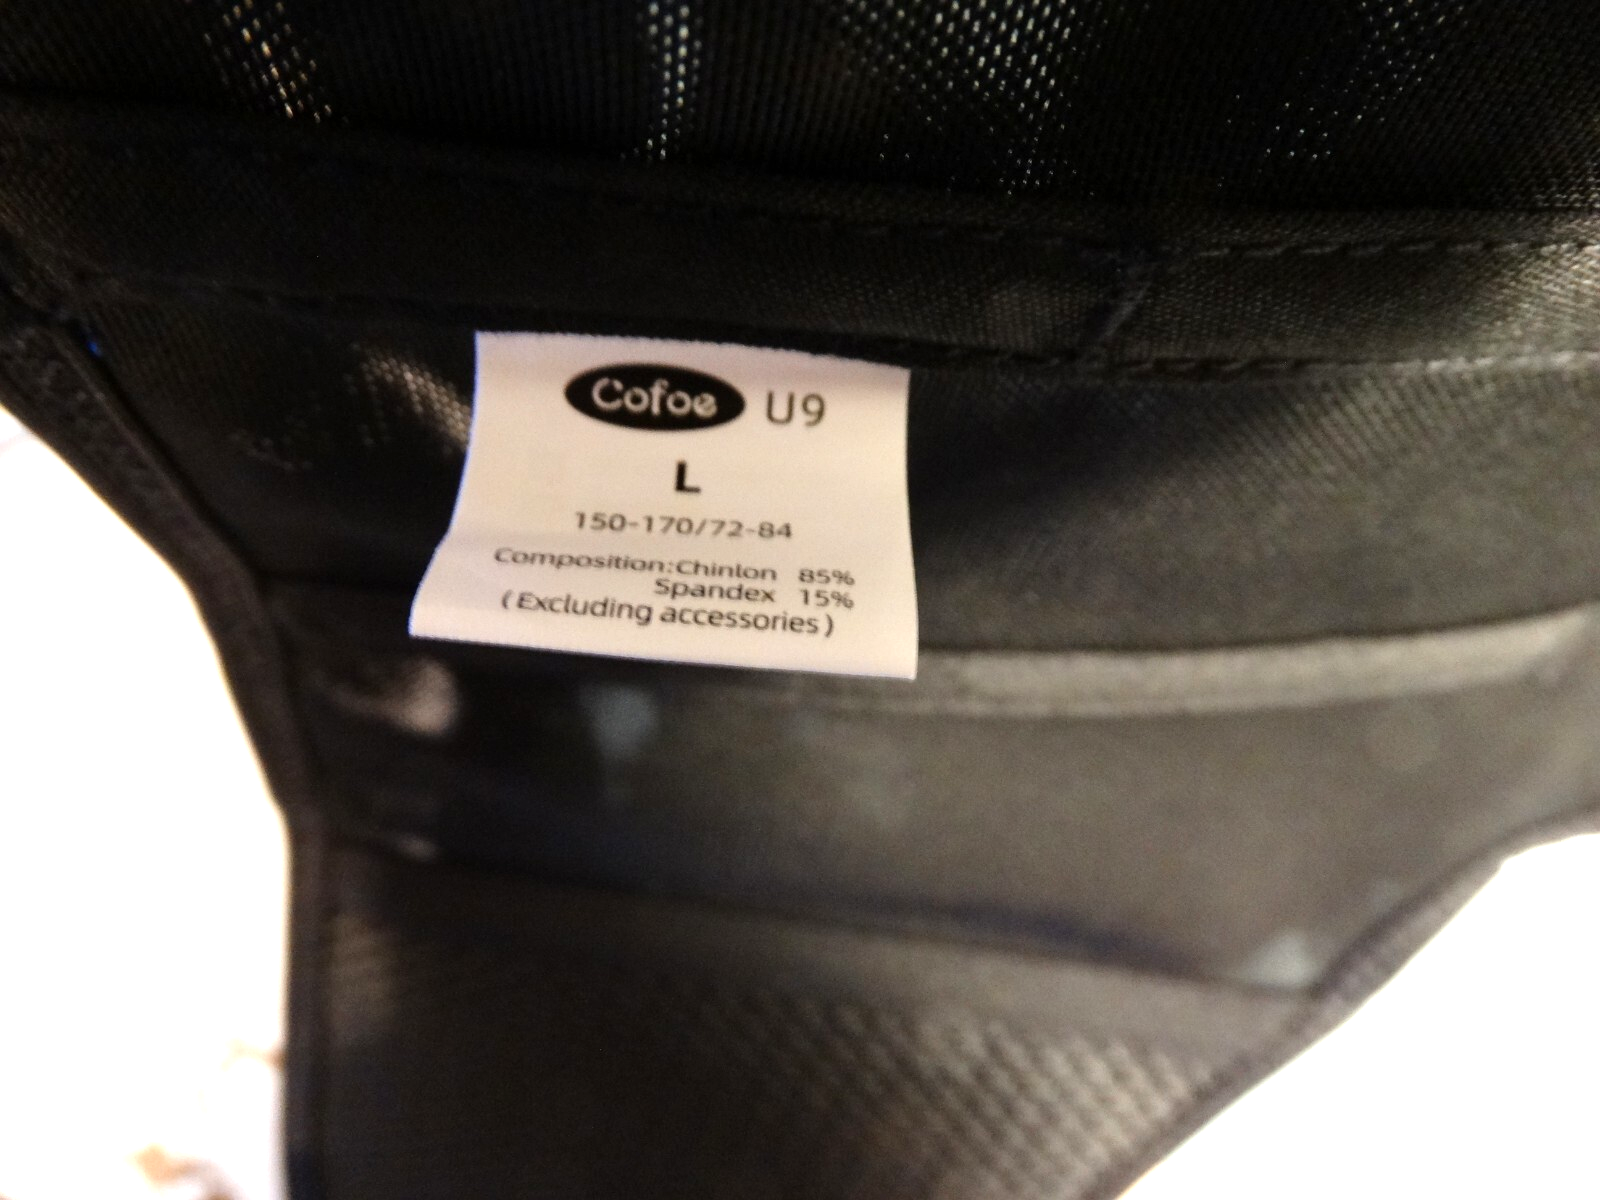 Cofoe U9
L
150-170/72-84
Composition:Chinlon 85%
Spandex 15%
(Excluding accessories)